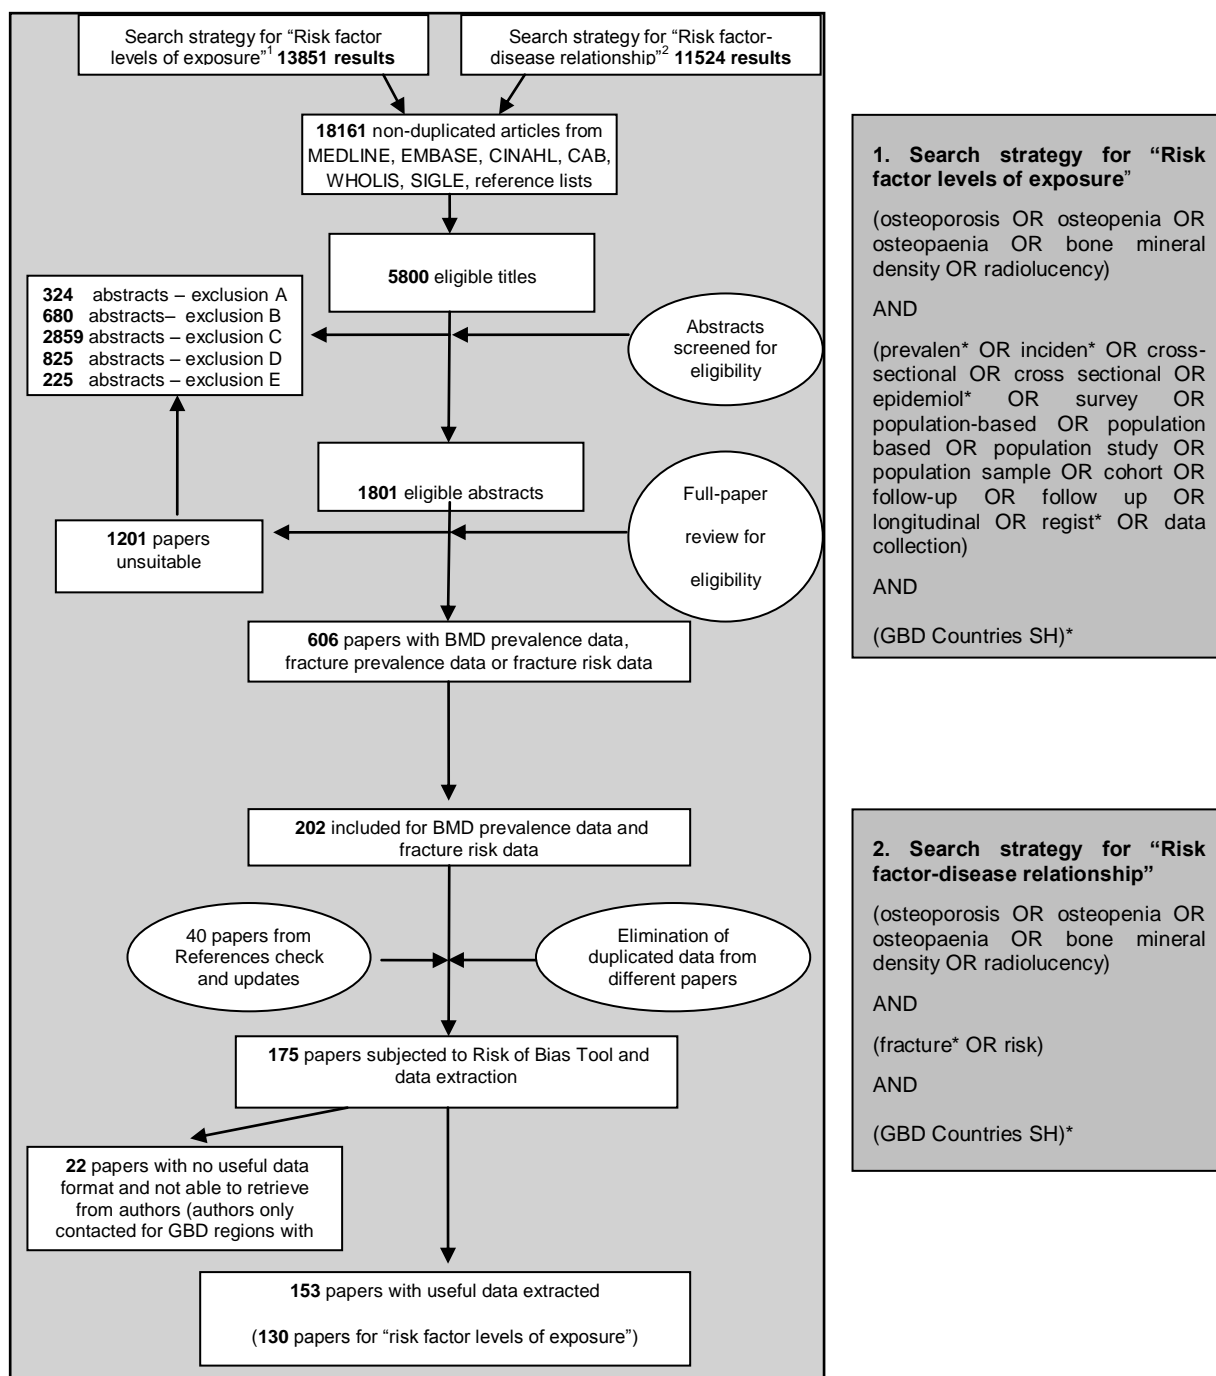 Search strategy for “Risk factor
levels of exposure”1 13851 results
Search strategy for “Risk factor-
disease relationship”2 11524 results
18161 non-duplicated articles from
MEDLINE, EMBASE, CINAHL, CAB,
WHOLIS, SIGLE, reference lists
5800 eligible titles
324 abstracts – exclusion A
680 abstracts– exclusion B
2859 abstracts – exclusion C
825 abstracts – exclusion D
225 abstracts – exclusion E
Abstracts
screened for
eligibility
1801 eligible abstracts
Full-paper
review for
eligibility
1201 papers
unsuitable
606 papers with BMD prevalence data,
fracture prevalence data or fracture risk data
202 included for BMD prevalence data and
fracture risk data
40 papers from
References check
and updates
Elimination of
duplicated data from
different papers
175 papers subjected to Risk of Bias Tool and
data extraction
22 papers with no useful data
format and not able to retrieve
from authors (authors only
contacted for GBD regions with
153 papers with useful data extracted
(130 papers for “risk factor levels of exposure”)
1. Search strategy for “Risk
factor levels of exposure”
(osteoporosis OR osteopenia OR
osteopaenia OR bone mineral
density OR radiolucency)
AND
(prevalen* OR inciden* OR cross-
sectional OR cross sectional OR
epidemiol* OR survey OR
population-based OR population
based OR population study OR
population sample OR cohort OR
follow-up OR follow up OR
longitudinal OR regist* OR data
collection)
AND
(GBD Countries SH)*
2. Search strategy for “Risk
factor-disease relationship”
(osteoporosis OR osteopenia OR
osteopaenia OR bone mineral
density OR radiolucency)
AND
(fracture* OR risk)
AND
(GBD Countries SH)*